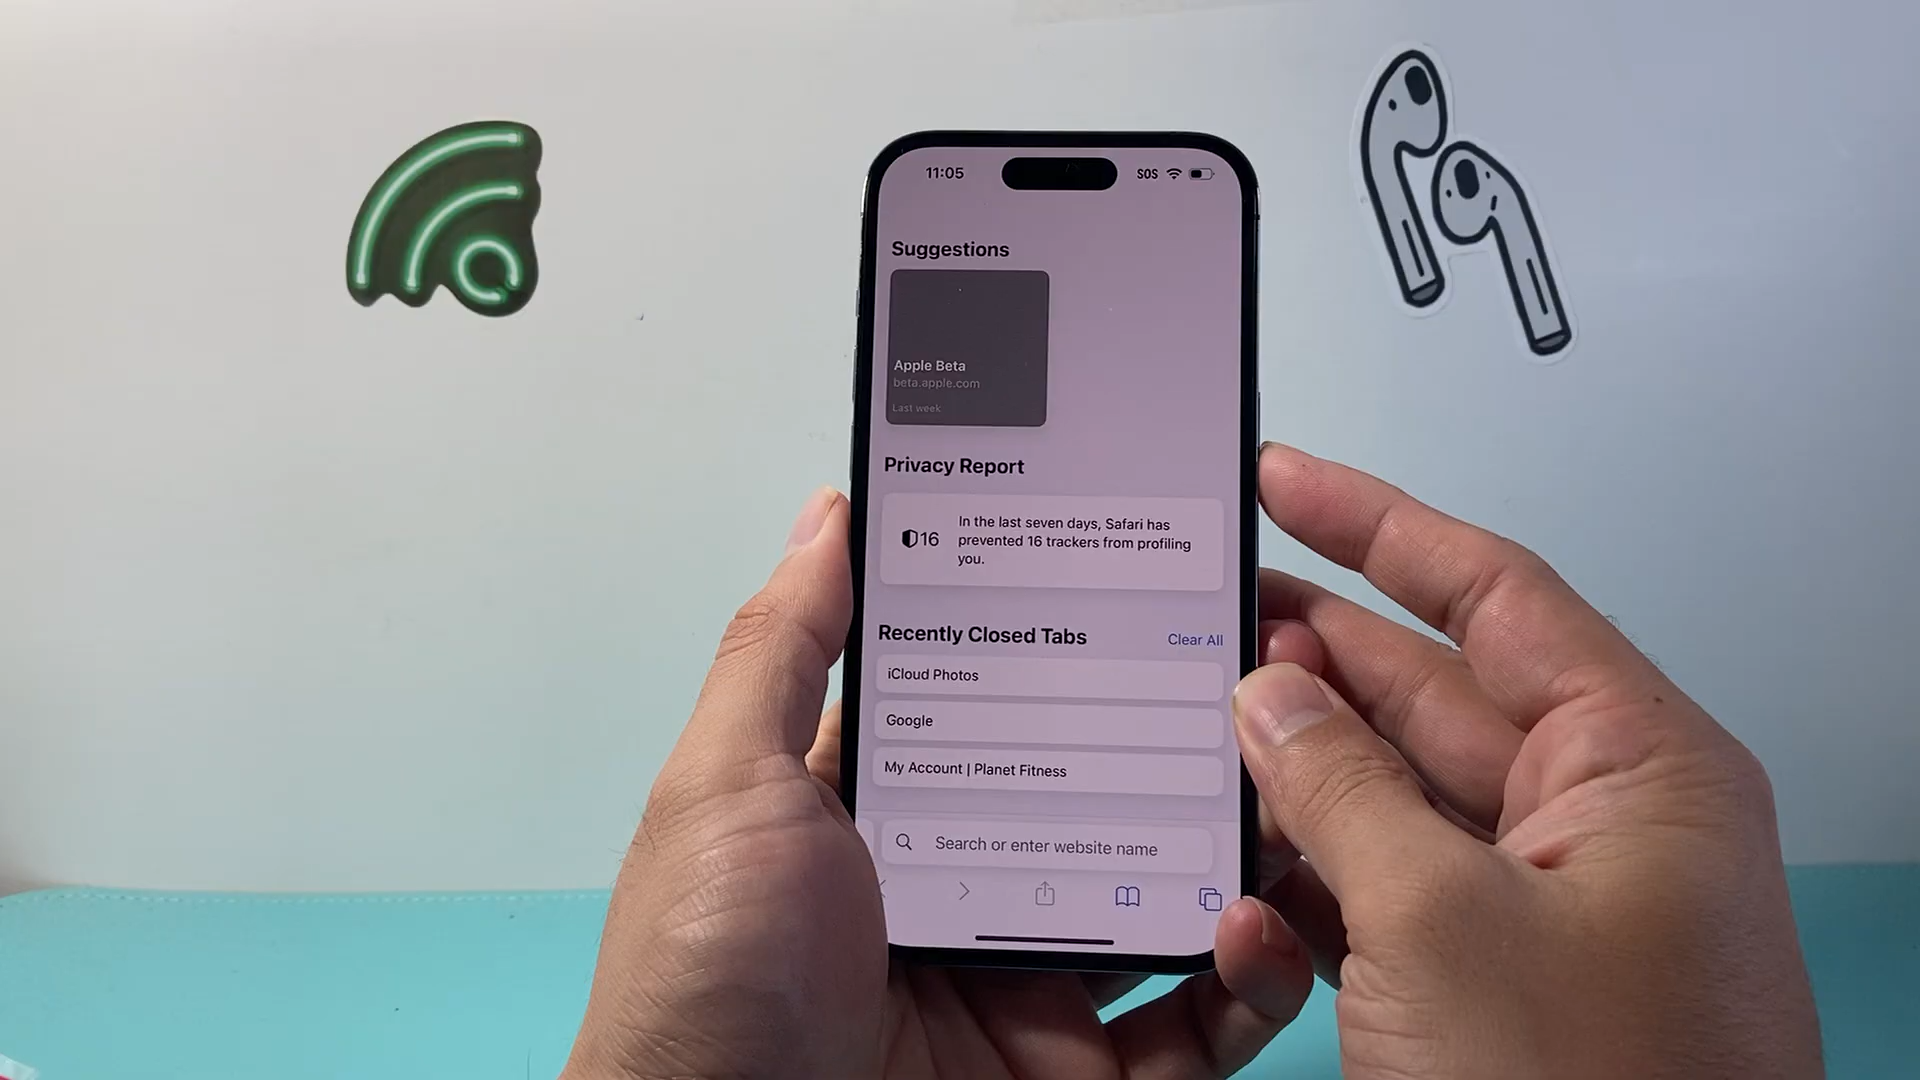 11:05
SOS
Suggestions
Apple Beta
beta.apple.com
Last week
Privacy Report
16
In the last seven days, Safari has
prevented 16 trackers from profiling
you.
Recently Closed Tabs
Clear All
iCloud Photos
Google
My Account | Planet Fitness
Search or enter website name